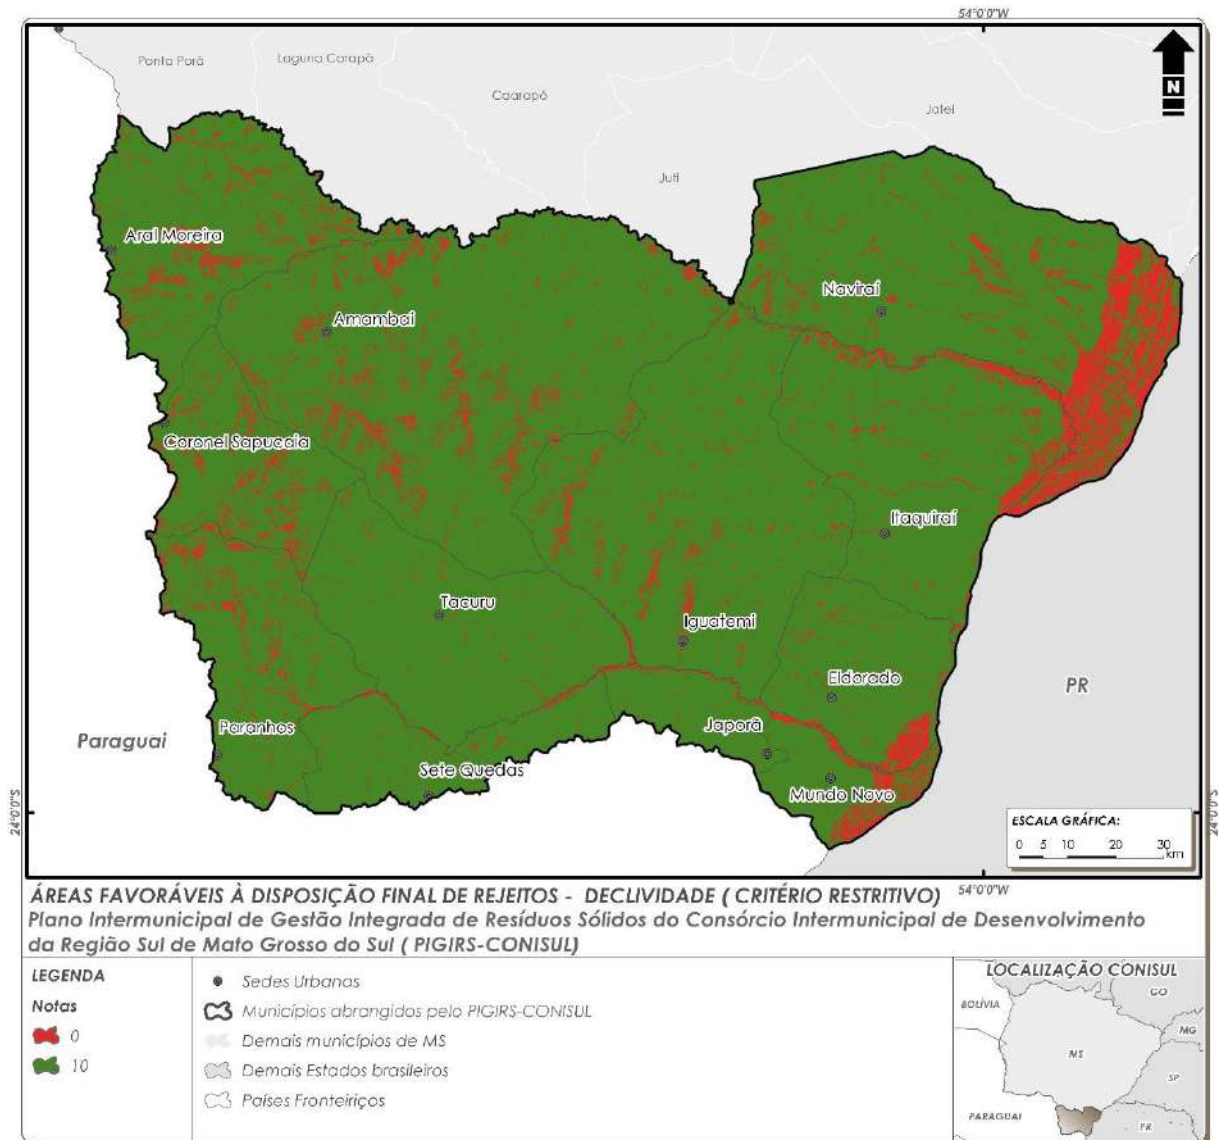 54°0'0"W
Ponta Porã
Laguna Carapã
Caarapó
Jateí
N
Juti
Aral Moreira
Naviraí
Amambai
Coronel Sapucaia
Itaquiraí
Tacuru
Iguatemi
Eldorado
PR
Paranhos
Japorã
Paraguai
Sete Quedas
Mundo Novo
24°0'0"S
24°0'0"S
ESCALA GRÁFICA:
0 5 10 20 30
km
54°0'0"W
ÁREAS FAVORÁVEIS À DISPOSIÇÃO FINAL DE REJEITOS - DECLIVIDADE ( CRITÉRIO RESTRITIVO)
Plano Intermunicipal de Gestão Integrada de Resíduos Sólidos do Consórcio Intermunicipal de Desenvolvimento
da Região Sul de Mato Grosso do Sul ( PIGIRS-CONISUL)
LEGENDA
Notas
0
10
Sedes Urbanas
Municípios abrangidos pelo PIGIRS-CONISUL
Demais municípios de MS
Demais Estados brasileiros
Países Fronteiriços
LOCALIZAÇÃO CONISUL
BOLÍVIA
GO
MG
MS
SP
PARAGUAI
PR